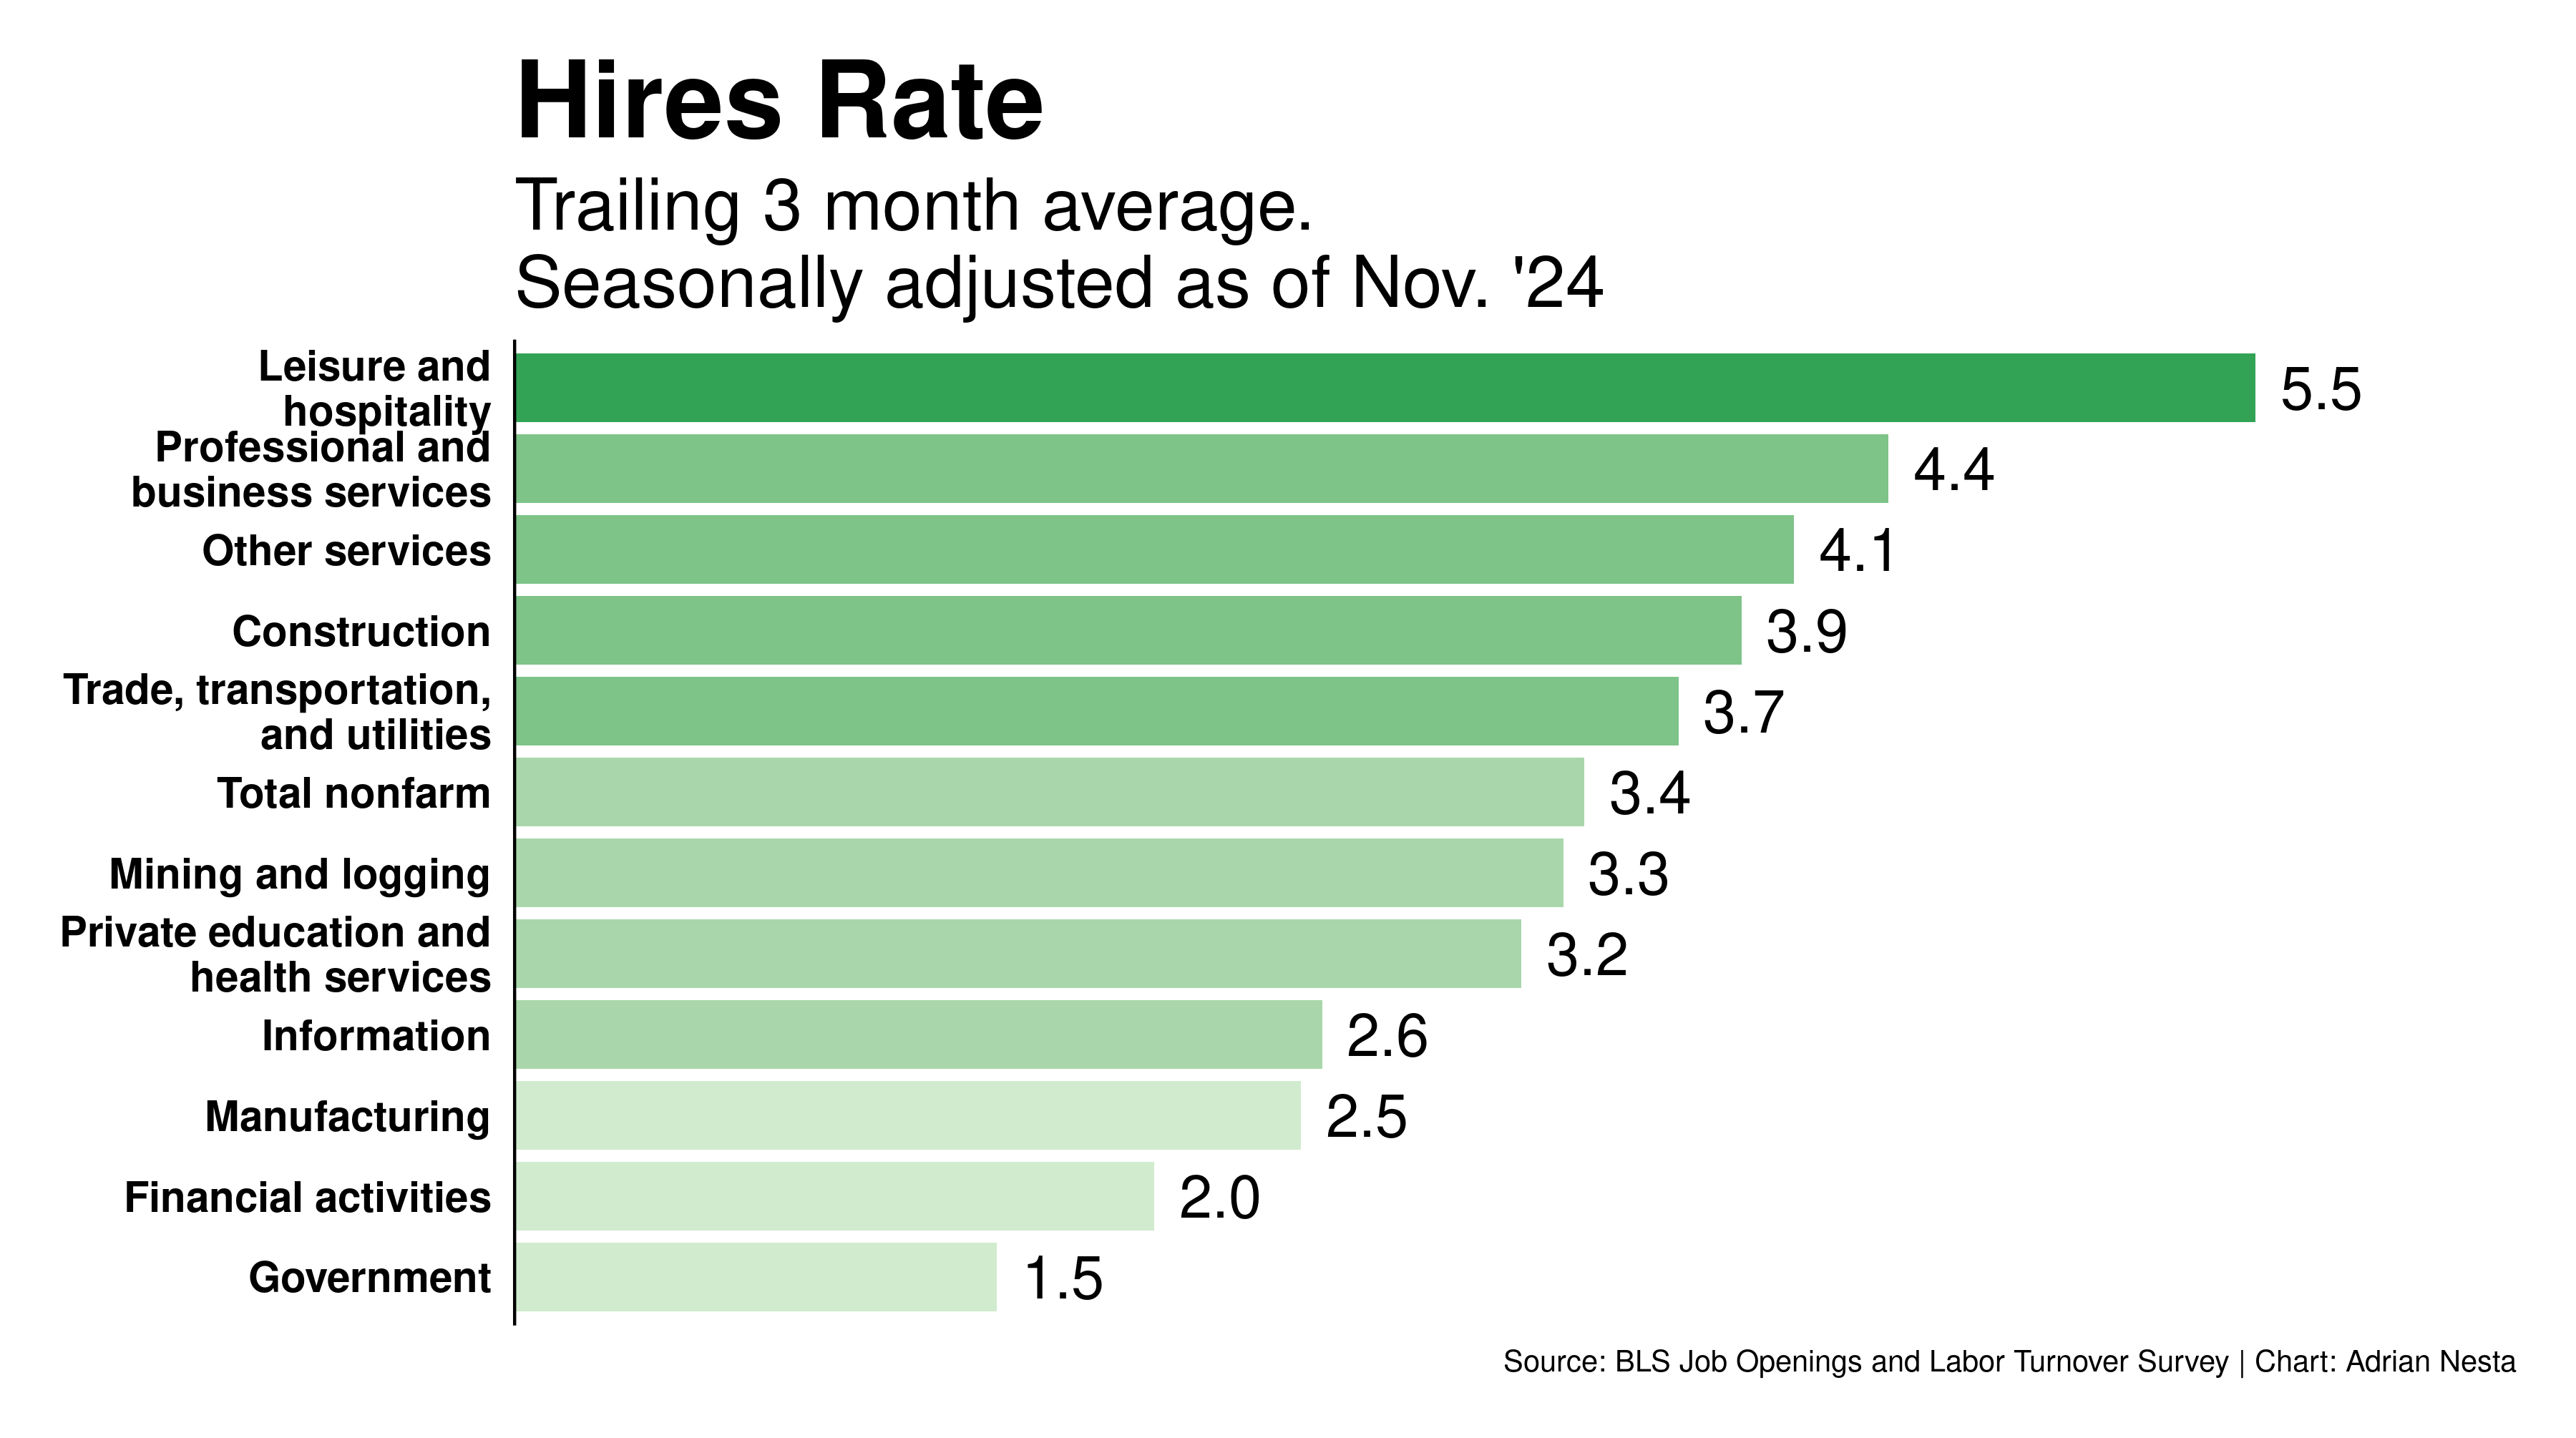 Hires Rate
Trailing 3 month average.
Seasonally adjusted as of Nov. '24
Leisure and
hospitality
5.5
Professional and
business services
4.4
Other services
4.1
Construction
3.9
Trade, transportation,
and utilities
3.7
Total nonfarm
3.4
Mining and logging
3.3
Private education and
health services
3.2
Information
2.6
Manufacturing
2.5
Financial activities
2.0
Government
1.5
Source: BLS Job Openings and Labor Turnover Survey | Chart: Adrian Nesta